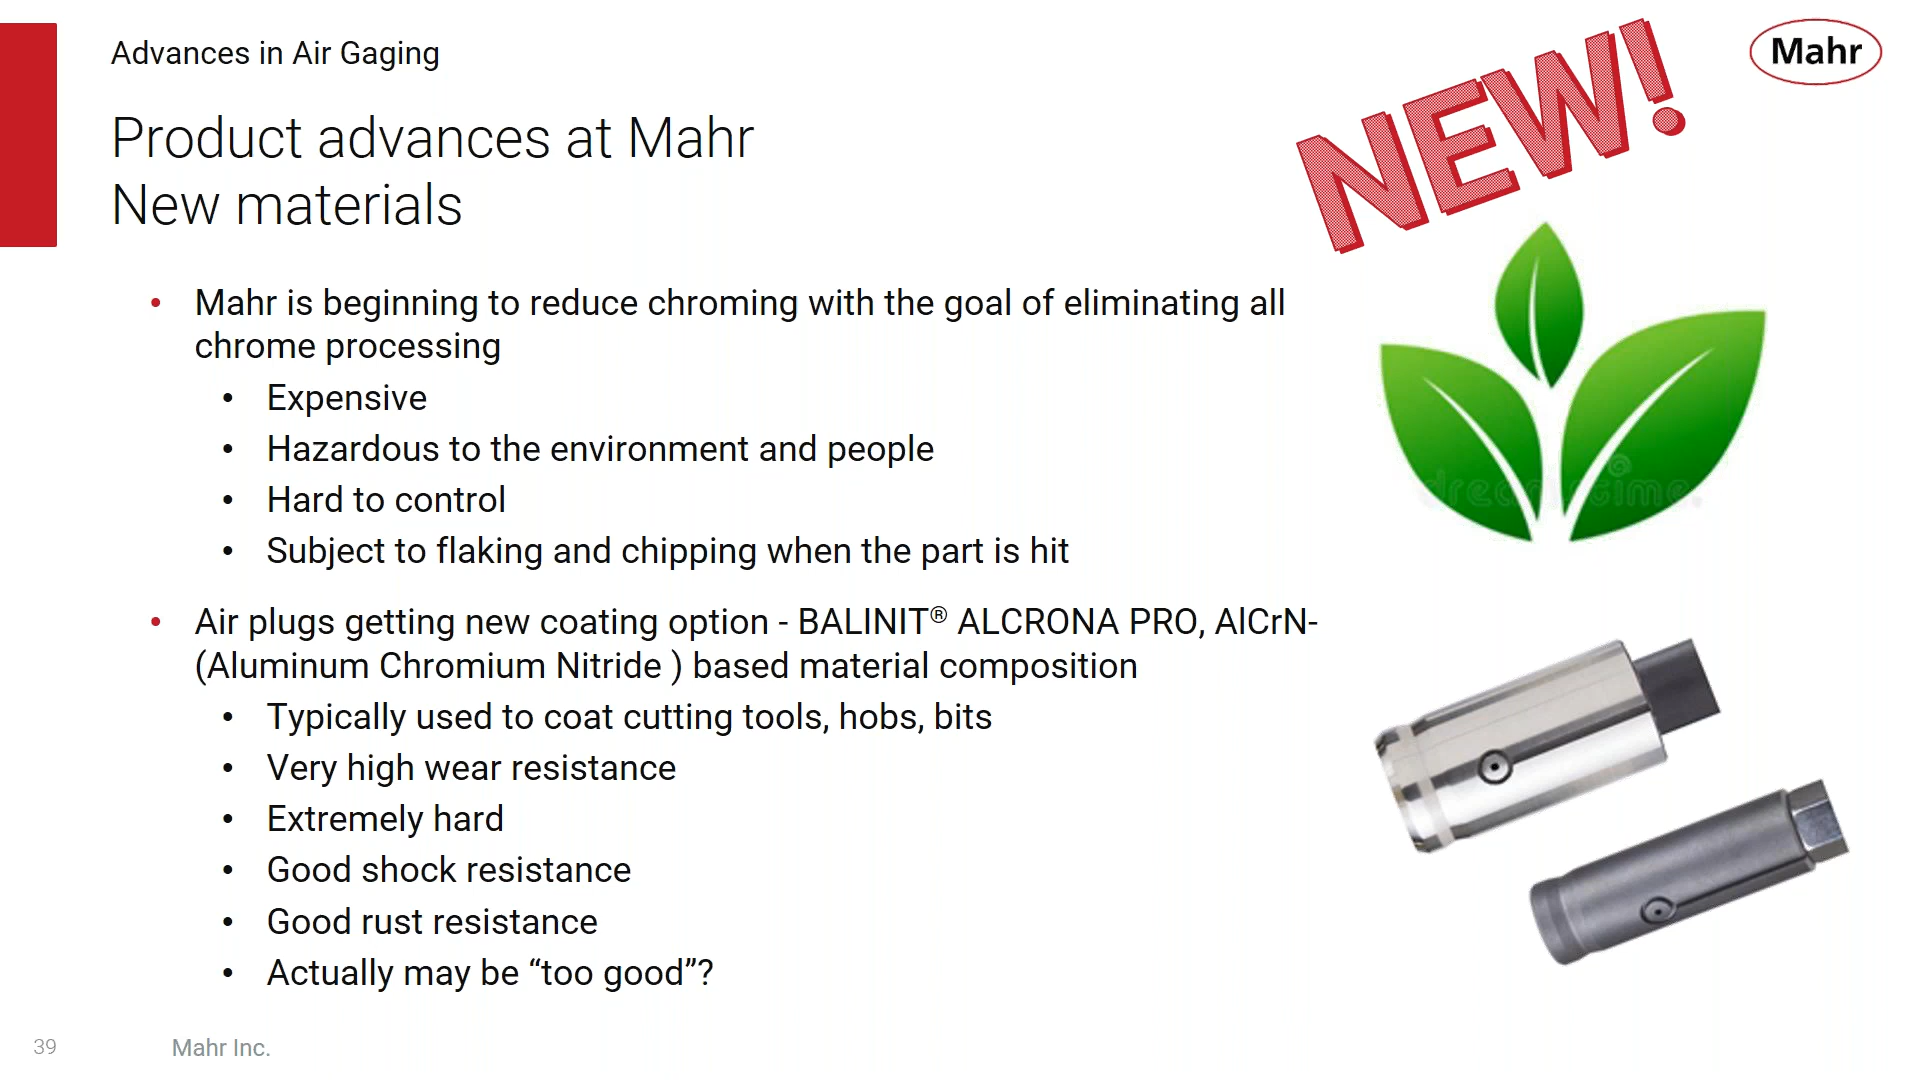 Advances in Air Gaging
NEW!
Mahr
Product advances at Mahr
New materials
• Mahr is beginning to reduce chroming with the goal of eliminating all
chrome processing
• Expensive
• Hazardous to the environment and people
• Hard to control
• Subject to flaking and chipping when the part is hit
dreamstime.
• Air plugs getting new coating option - BALINIT® ALCRONA PRO, AlCrN-
(Aluminum Chromium Nitride ) based material composition
• Typically used to coat cutting tools, hobs, bits
• Very high wear resistance
• Extremely hard
• Good shock resistance
• Good rust resistance
• Actually may be “too good”?
39
Mahr Inc.